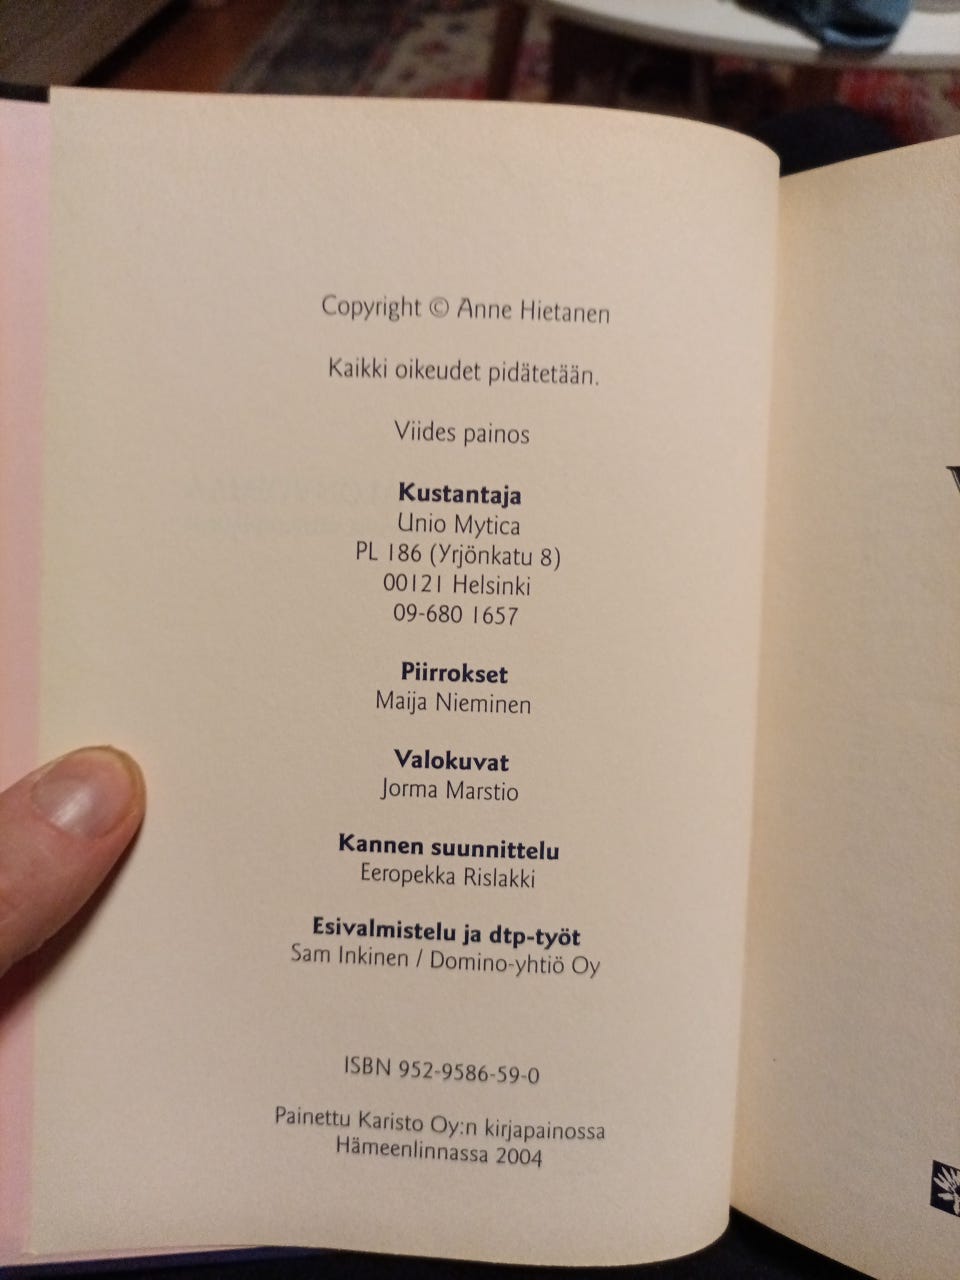 Copyright © Anne Hietanen
Kaikki oikeudet pidätetään.
Viides painos
Kustantaja
Unio Mytica
PL 186 (Yrjönkatu 8)
00121 Helsinki
09-680 1657
Piirrokset
Maija Nieminen
Valokuvat
Jorma Marstio
Kannen suunnittelu
Eeropekka Rislakki
Esivalmistelu ja dtp-työt
Sam Inkinen / Domino-yhtiö Oy
ISBN 952-9586-59-0
Painettu Karisto Oy:n kirjapainossa
Hämeenlinnassa 2004